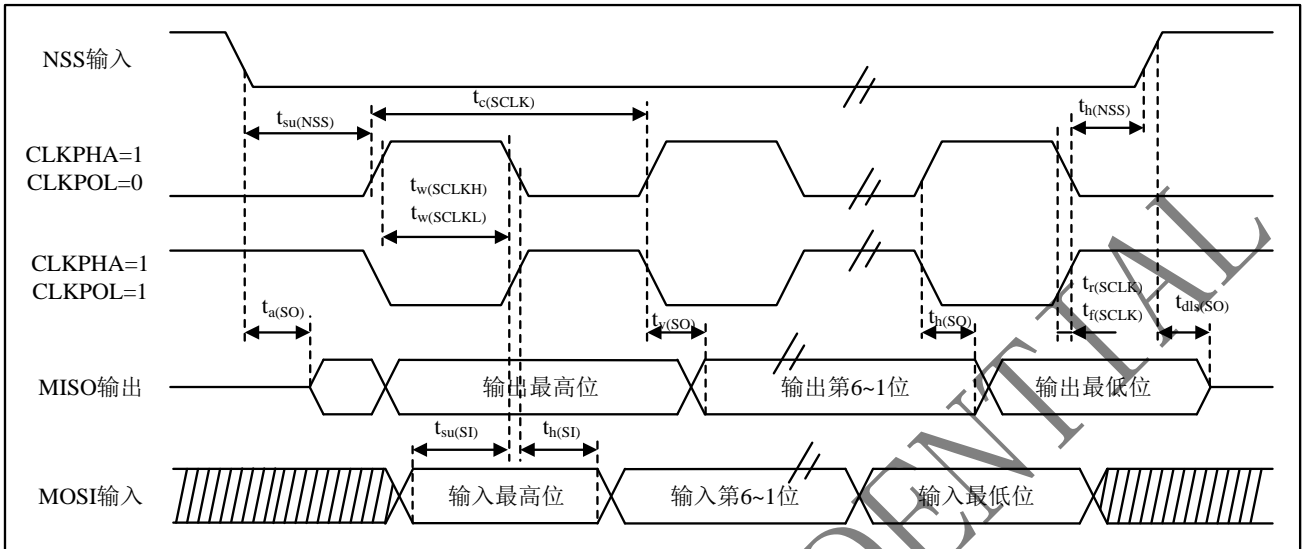 NSS输入
tsu(NSS)
tc(SCLK)
th(NSS)
CLKPHA=1
CLKPOL=0
tw(SCLKH)
tw(SCLKL)
CLKPHA=1
CLKPOL=1
ta(SO)
tv(SO)
th(SO)
tr(SCLK)
tf(SCLK)
tdls(SO)
MISO输出
输出最高位
输出第6~1位
输出最低位
tsu(SI)
th(SI)
MOSI输入
输入最高位
输入第6~1位
输入最低位
DENTIAL